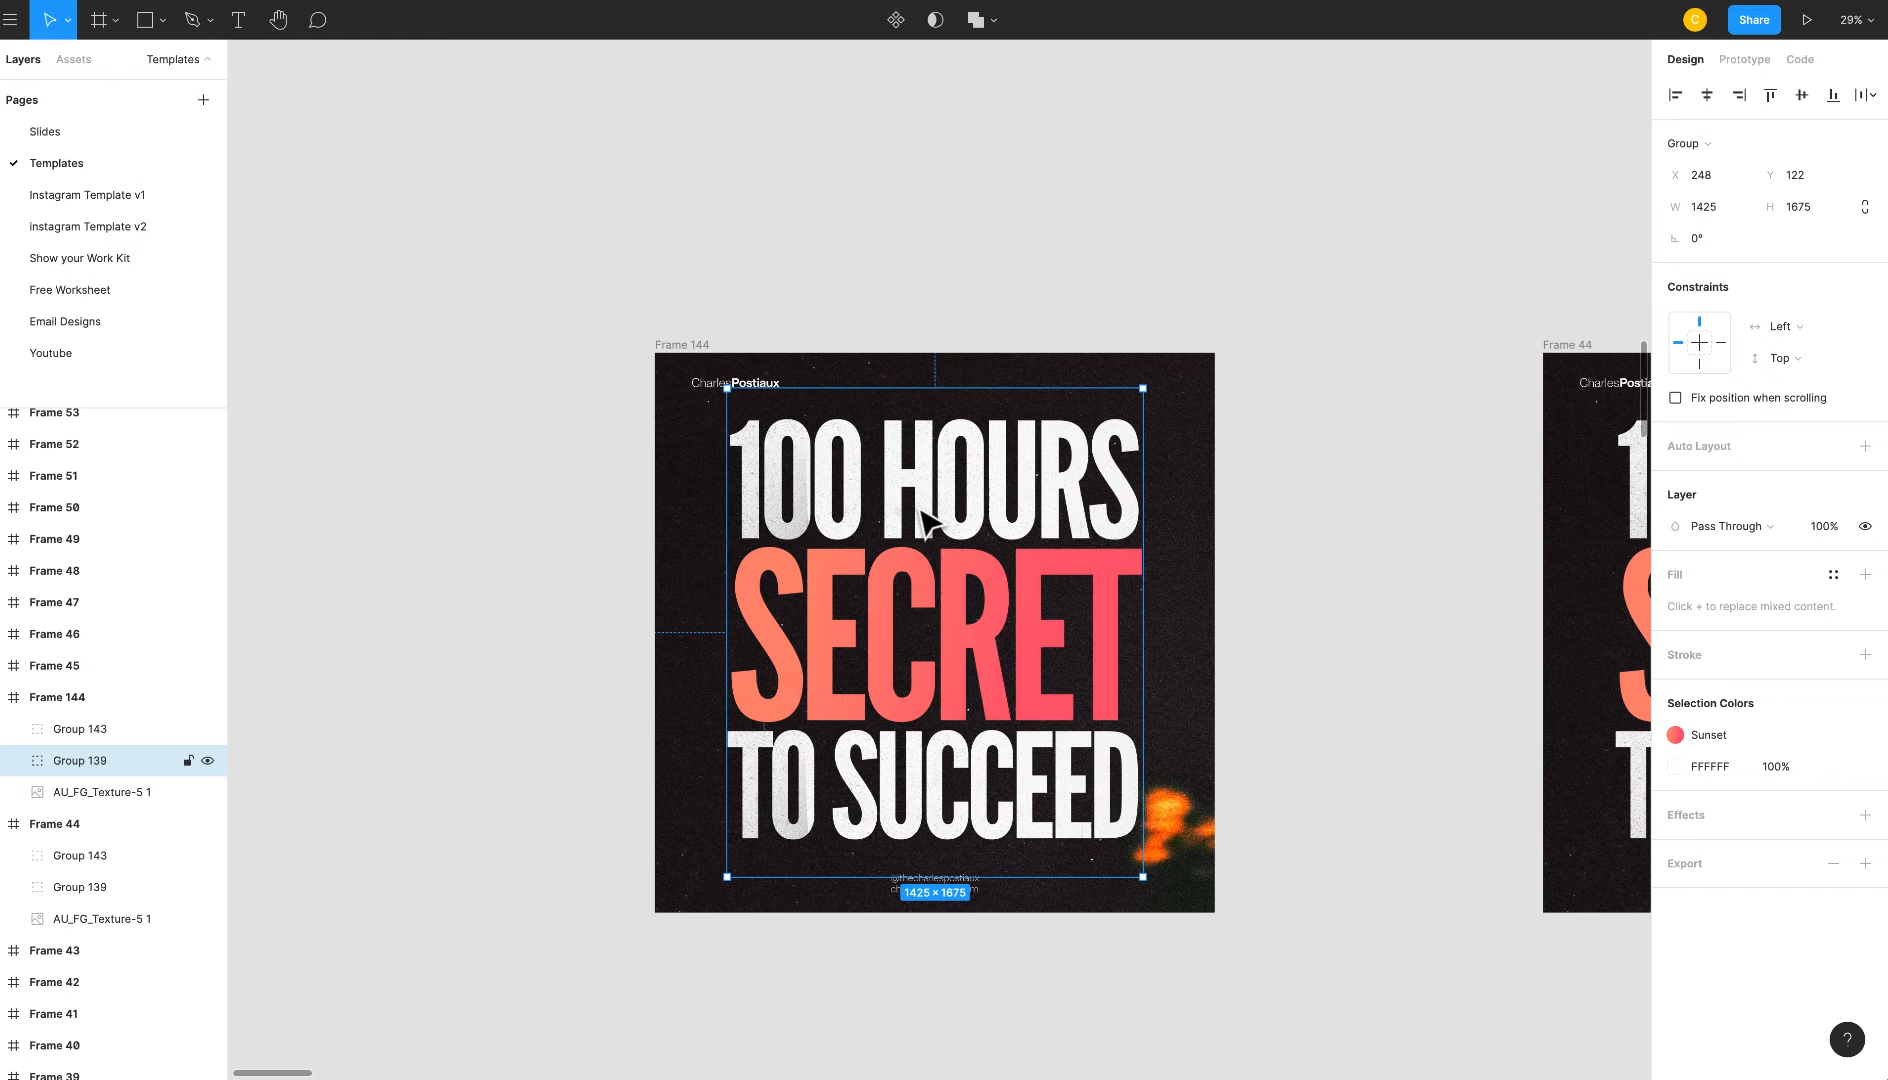 C
Share
29%
Layers
Assets
Templates
Pages
Slides
Templates
Instagram Template v1
instagram Template v2
Show your Work Kit
Free Worksheet
Email Designs
Youtube
Frame 53
Frame 52
Frame 51
Frame 50
Frame 49
Frame 48
Frame 47
Frame 46
Frame 45
Frame 144
Group 143
Group 139
AU_FG_Texture-5 1
Frame 44
Group 143
Group 139
AU_FG_Texture-5 1
Frame 43
Frame 42
Frame 41
Frame 40
Frame 39
Frame 144
CharlesPostiaux
100 HOURS
SECRET
TO SUCCEED
@thecharlespostiaux
1425 × 1675
Frame 44
Design
Prototype
Code
Group
X 248
Y 122
W 1425
H 1675
0°
Constraints
Left
Top
Fix position when scrolling
Auto Layout
Layer
Pass Through
100%
Fill
Click + to replace mixed content.
Stroke
Selection Colors
Sunset
FFFFFF
100%
Effects
Export
?